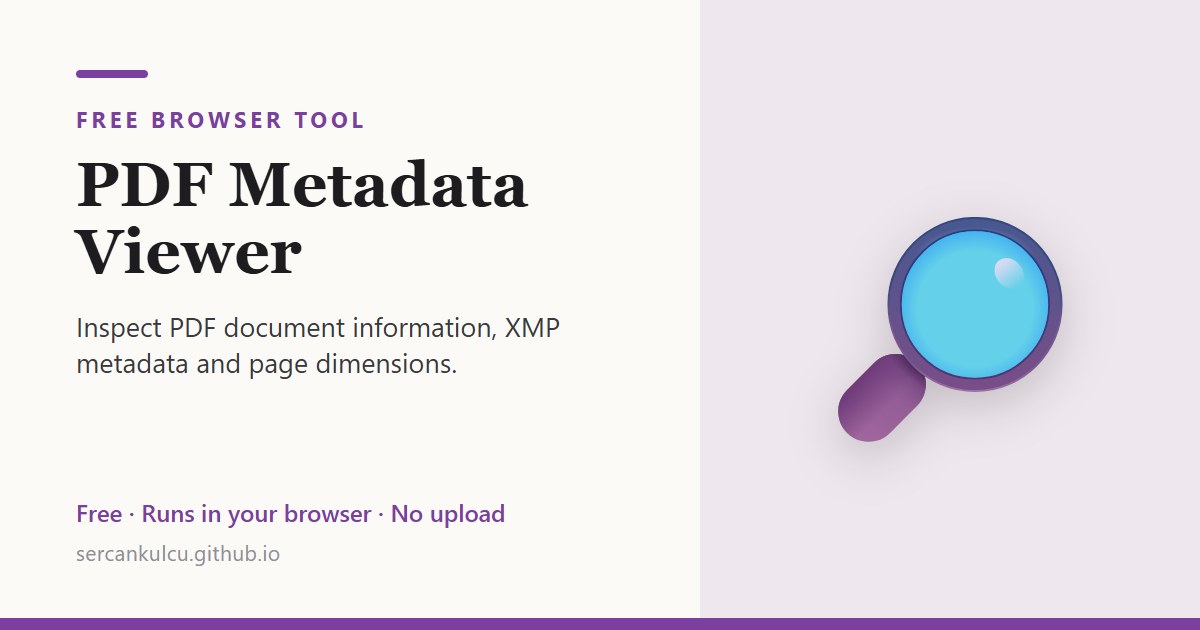 FREE BROWSER TOOL
PDF Metadata
Viewer
Inspect PDF document information, XMP
metadata and page dimensions.
Free · Runs in your browser · No upload
sercankulcu.github.io